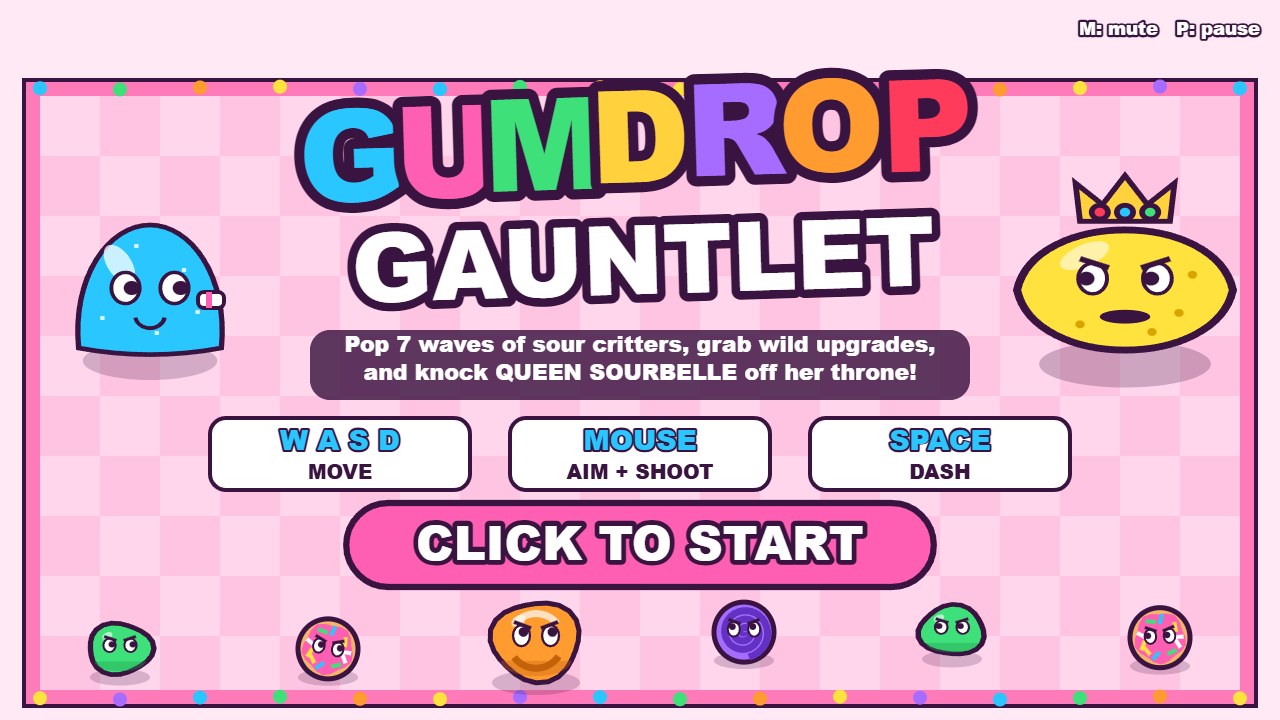 M: mute P: pause
GUMDROP
GAUNTLET
Pop 7 waves of sour critters, grab wild upgrades,
and knock QUEEN SOURBELLE off her throne!
W A S D
MOVE
MOUSE
AIM + SHOOT
SPACE
DASH
CLICK TO START